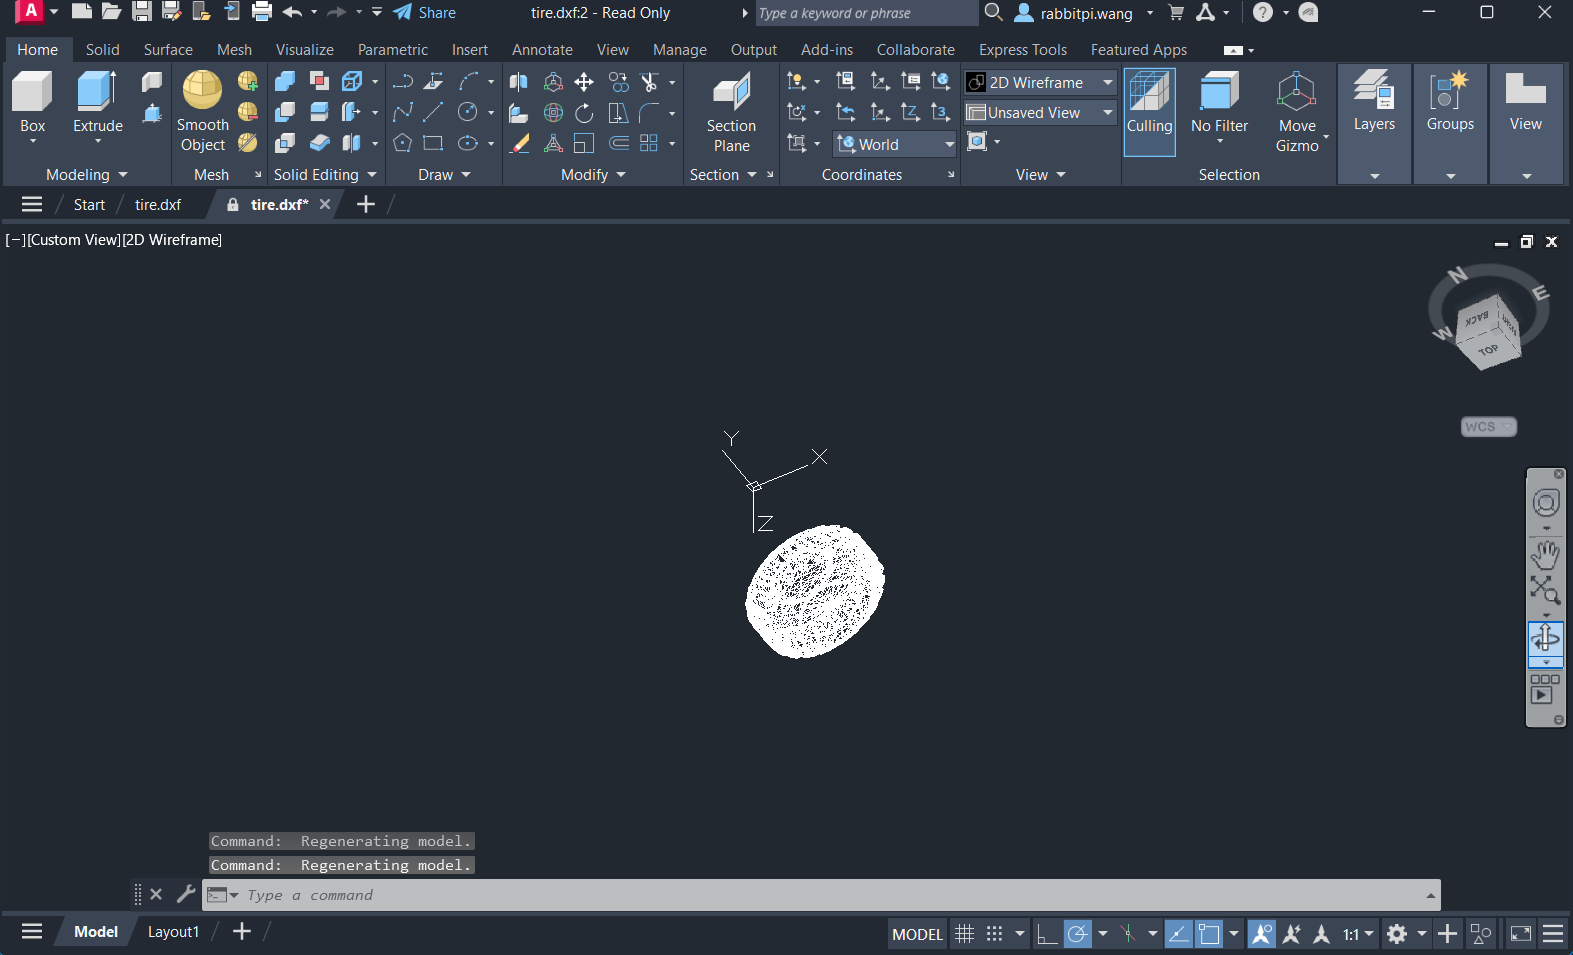 A
Share
tire.dxf:2 - Read Only
Type a keyword or phrase
rabbitpi.wang
?
Home
Solid
Surface
Mesh
Visualize
Parametric
Insert
Annotate
View
Manage
Output
Add-ins
Collaborate
Express Tools
Featured Apps
Box
Extrude
Smooth
Object
Section
Plane
World
2D Wireframe
Unsaved View
Culling
No Filter
Move
Gizmo
Layers
Groups
View
Modeling
Mesh
Solid Editing
Draw
Modify
Section
Coordinates
View
Selection
Start
tire.dxf
tire.dxf*
[−][Custom View][2D Wireframe]
N
E
W
BACK
TOP
WCS
Y
X
Z
Command:  Regenerating model.
Command:  Regenerating model.
Type a command
Model
Layout1
MODEL
1:1